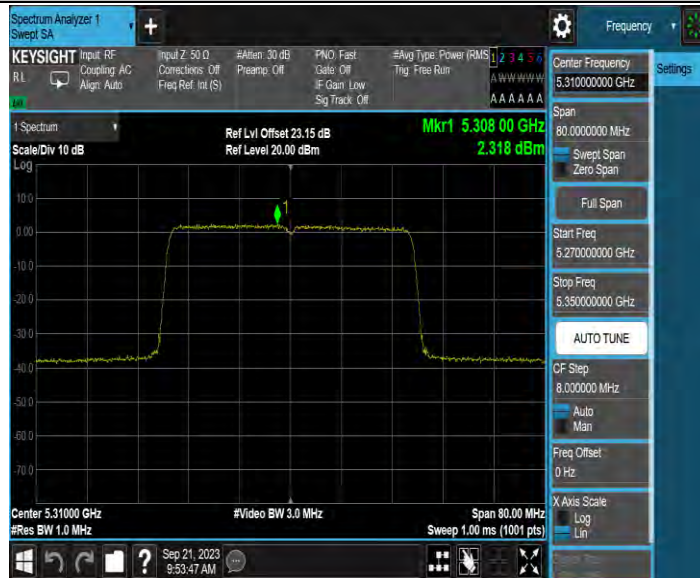 Spectrum Analyzer 1
Swept SA
+
Frequency
KEYSIGHT
RL
Input: RF
Coupling: AC
Align: Auto
Input Z: 50 Ω
Corrections: Off
Freq Ref: Int (S)
#Atten: 30 dB
Preamp: Off
PNO: Fast
Gate: Off
IF Gain: Low
Sig Track: Off
#Avg Type: Power (RMS
Trig: Free Run
1 2 3 4 5 6
A W W W W W
A A A A A A
1 Spectrum
Scale/Div 10 dB
Log
Ref Lvl Offset 23.15 dB
Ref Level 20.00 dBm
Mkr1 5.308 00 GHz
2.318 dBm
1
10.0
0.00
-10.0
-20.0
-30.0
-40.0
-50.0
-60.0
-70.0
Center 5.31000 GHz
#Res BW 1.0 MHz
#Video BW 3.0 MHz
Span 80.00 MHz
Sweep 1.00 ms (1001 pts)
Center Frequency
5.310000000 GHz
Settings
Span
80.0000000 MHz
Swept Span
Zero Span
Full Span
Start Freq
5.270000000 GHz
Stop Freq
5.350000000 GHz
AUTO TUNE
CF Step
8.000000 MHz
Auto
Man
Freq Offset
0 Hz
X Axis Scale
Log
Lin
?
Sep 21, 2023
9:53:47 AM